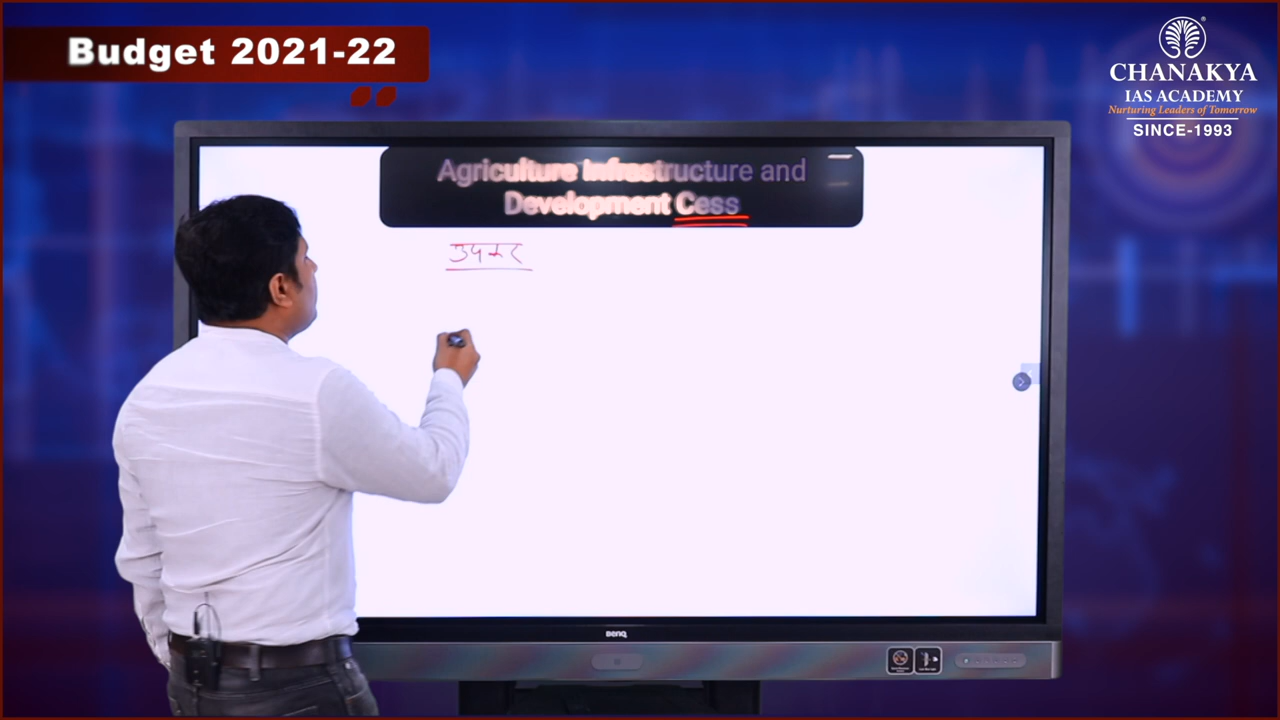 Budget 2021-22
CHANAKYA
IAS ACADEMY
Nurturing Leaders of Tomorrow
SINCE-1993
Agriculture Infrastructure and
Development Cess
उपकर
BenQ